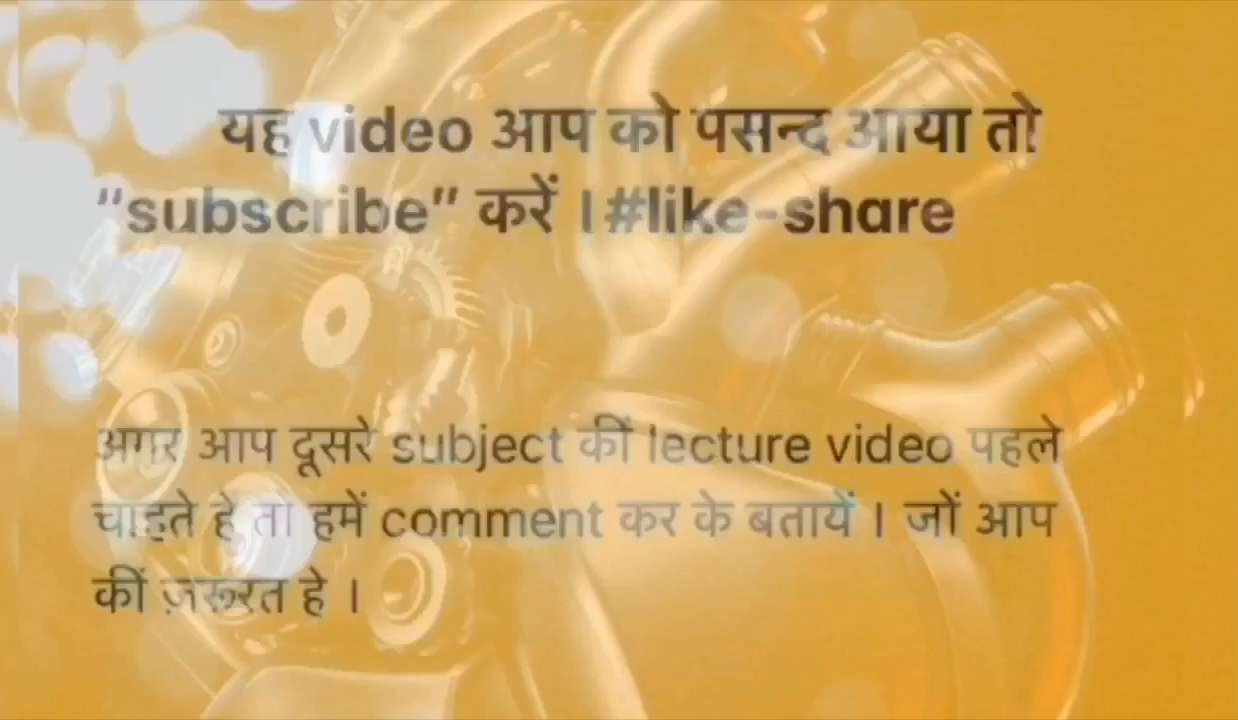 यह video आप को पसन्द आया तो
“subscribe” करें ।#like-share
अगर आप दूसरे subject कीं lecture video पहले
चाहते हे तो हमें comment कर के बतायें । जों आप
कीं ज़रूरत हे ।